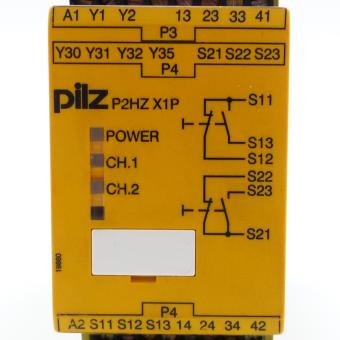 A1 Y1 Y2 13 23 33 41
P3
Y30 Y31 Y32 Y35 S21 S22 S23
P4
pilz P2HZ X1P
S11
POWER
S13
CH.1
S12
S22
CH.2
S23
S21
19880
P4
A2 S11 S12 S13 14 24 34 42